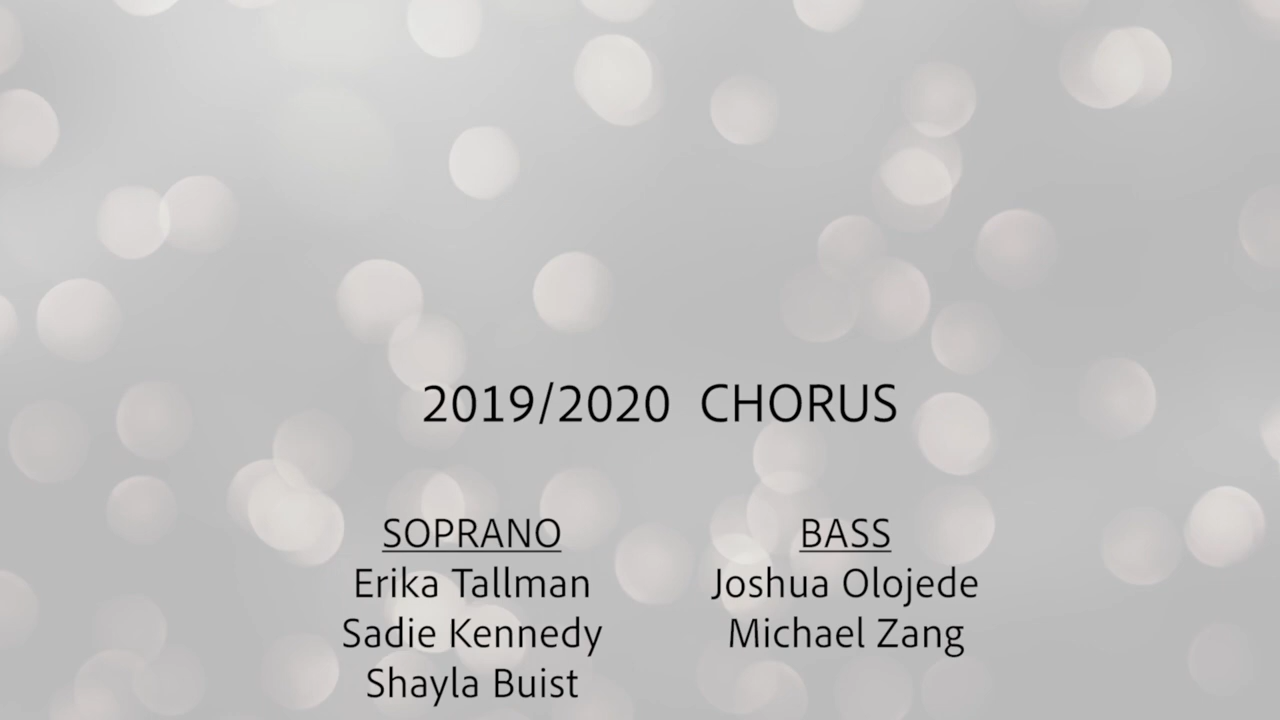 2019/2020 CHORUS
SOPRANO
Erika Tallman
Sadie Kennedy
Shayla Buist
BASS
Joshua Olojede
Michael Zang